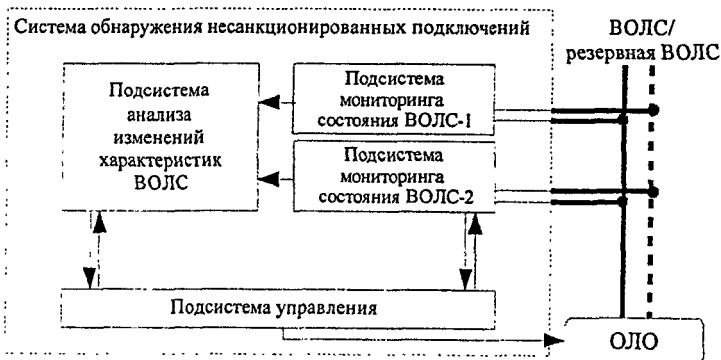 Система обнаружения несанкционированных подключений
ВОЛС/
резервная ВОЛС
Подсистема
анализа
изменений
характеристик
ВОЛС
Подсистема
мониторинга
состояния ВОЛС-1
Подсистема
мониторинга
состояния ВОЛС-2
Подсистема управления
ОЛО